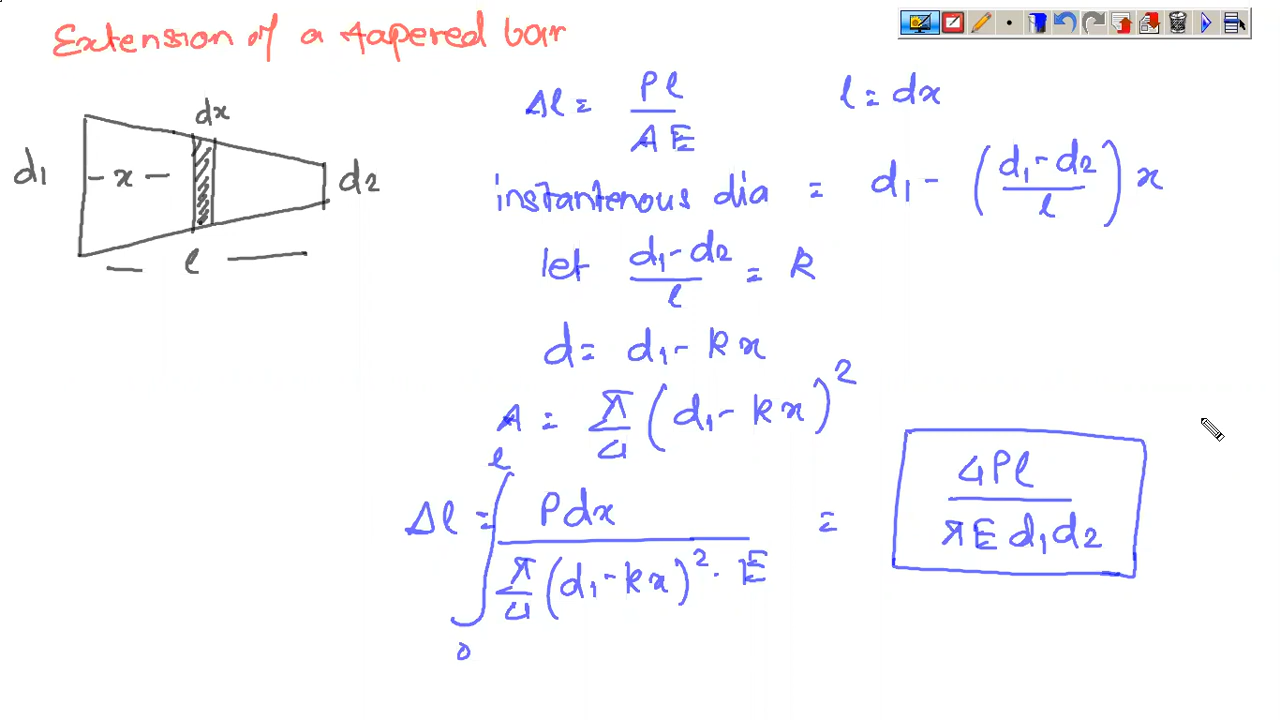 Extension of a tapered bar
dx
d1 - x - d2
l
Δl = Pl / AE    l = dx
instantenous dia = d1 - ((d1 - d2) / l) x
let (d1 - d2) / l = k
d = d1 - kx
A = π/4 (d1 - kx)²
Δl = ∫₀ˡ P dx / (π/4 (d1 - kx)² · E) = 4Pl / (πE d1 d2)